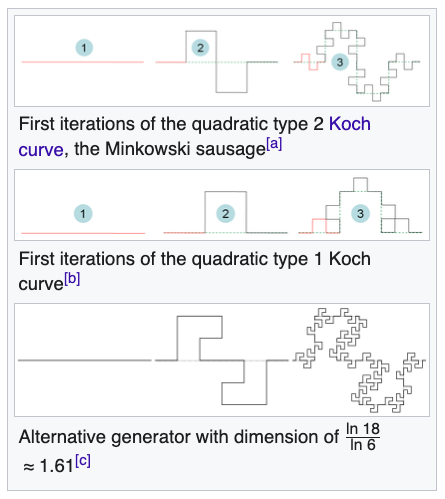 1
2
3
First iterations of the quadratic type 2 Koch
curve, the Minkowski sausage[a]
1
2
3
First iterations of the quadratic type 1 Koch
curve[b]
Alternative generator with dimension of ln 18 / ln 6
≈ 1.61[c]